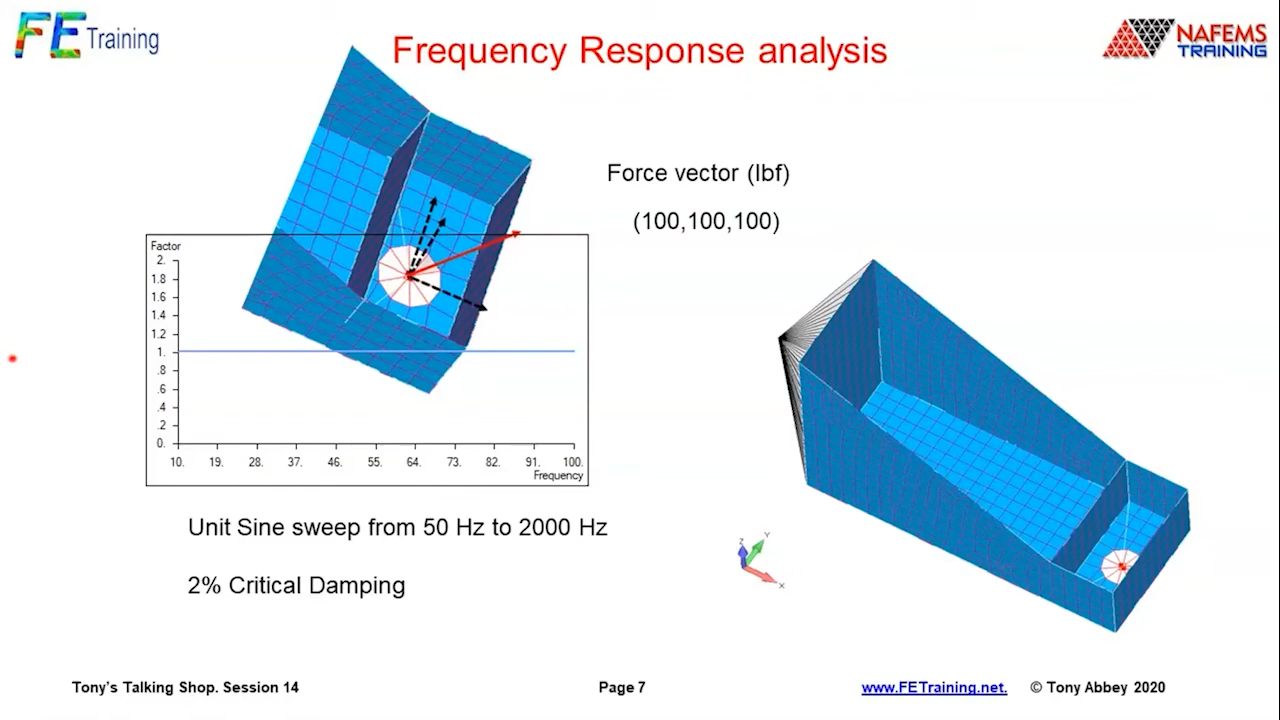 FE Training
Frequency Response analysis
NAFEMS
TRAINING
Force vector (lbf)
(100,100,100)
Factor
2.
1.8
1.6
1.4
1.2
1.
.8
.6
.4
.2
0.
10. 19. 28. 37. 46. 55. 64. 73. 82. 91. 100.
Frequency
Unit Sine sweep from 50 Hz to 2000 Hz
2% Critical Damping
Z
Y
X
Tony's Talking Shop. Session 14
Page 7
www.FETraining.net. © Tony Abbey 2020